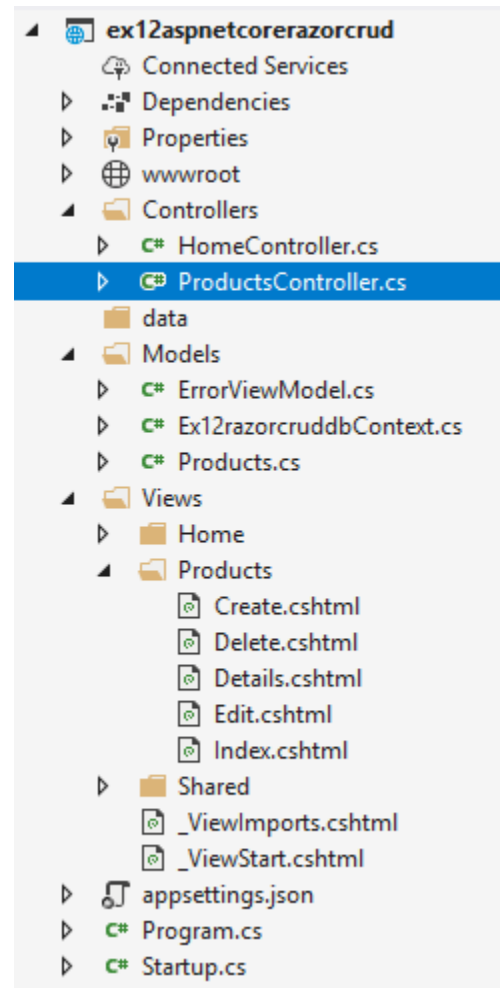 ex12aspnetcorerazorcrud
Connected Services
Dependencies
Properties
wwwroot
Controllers
C# HomeController.cs
C# ProductsController.cs
data
Models
C# ErrorViewModel.cs
C# Ex12razorcruddbContext.cs
C# Products.cs
Views
Home
Products
Create.cshtml
Delete.cshtml
Details.cshtml
Edit.cshtml
Index.cshtml
Shared
_ViewImports.cshtml
_ViewStart.cshtml
appsettings.json
C# Program.cs
C# Startup.cs